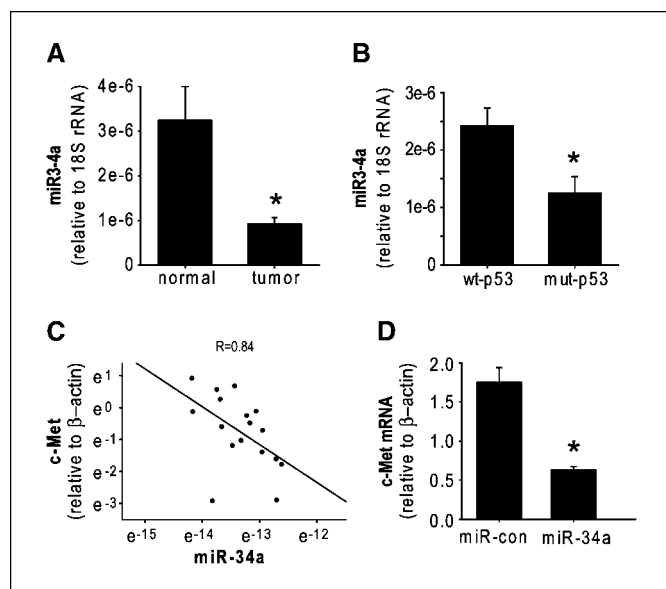 A
miR3-4a
(relative to 18S rRNA)
4e-6
3e-6
2e-6
1e-6
0
*
normal tumor
B
miR3-4a
(relative to 18S rRNA)
3e-6
2e-6
1e-6
0
*
wt-p53 mut-p53
C
R=0.84
c-Met
(relative to β–actin)
e1
e0
e-1
e-2
e-3
e-15 e-14 e-13 e-12
miR-34a
D
c-Met mRNA
(relative to β–actin)
2.0
1.5
1.0
0.5
0.0
*
miR-con miR-34a